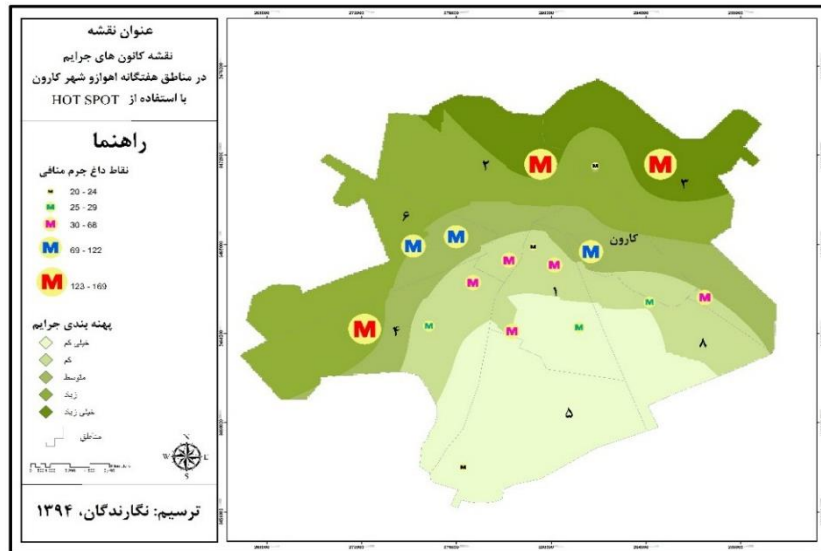 عنوان نقشه
نقشه کانون های جرایم
در مناطق هفتگانه اهوازو شهر کارون
با استفاده از HOT SPOT
راهنما
نقاط داغ جرم منافی
M 20 - 24
M 25 - 29
M 30 - 68
M 69 - 122
M 123 - 169
پهنه بندی جرایم
خیلی کم
کم
متوسط
زیاد
خیلی زیاد
مناطق
N
W E
S
ترسیم: نگارندگان، ۱۳۹۴
۲
M
M
M
۳
۶
M
M
M
M
کارون
M
M
M
۱
M
M
M
۴
M
M
M
۸
۵
M